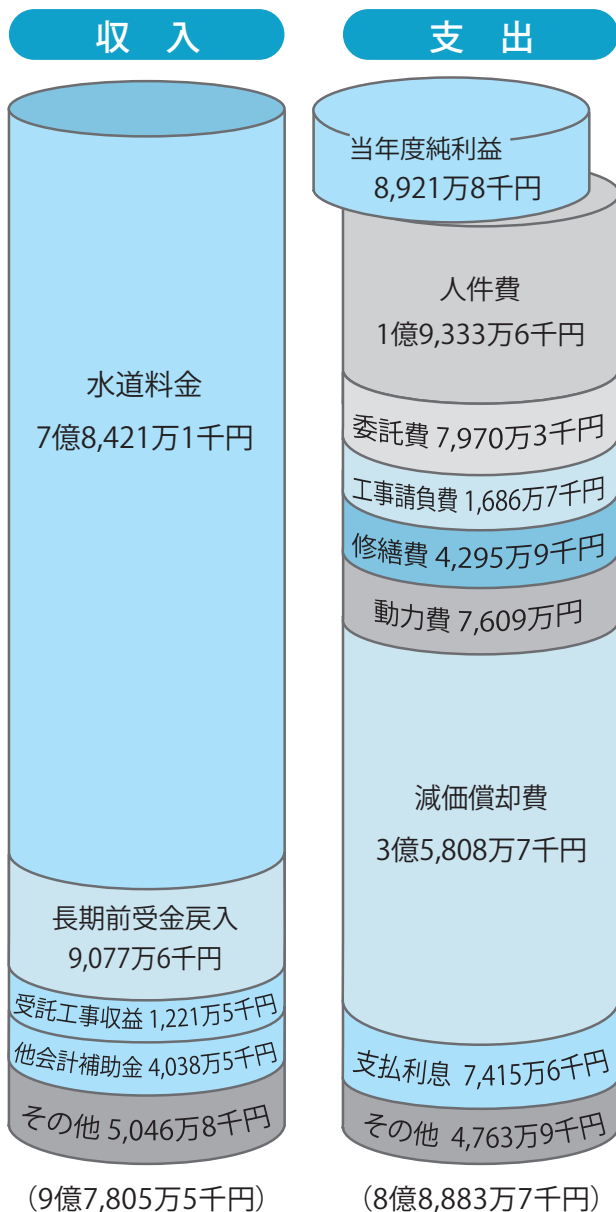 収入
水道料金
7億8,421万1千円
長期前受金戻入
9,077万6千円
受託工事収益 1,221万5千円
他会計補助金 4,038万5千円
その他 5,046万8千円
（9億7,805万5千円）
支出
当年度純利益
8,921万8千円
人件費
1億9,333万6千円
委託費 7,970万3千円
工事請負費 1,686万7千円
修繕費 4,295万9千円
動力費 7,609万円
減価償却費
3億5,808万7千円
支払利息 7,415万6千円
その他 4,763万9千円
（8億8,883万7千円）